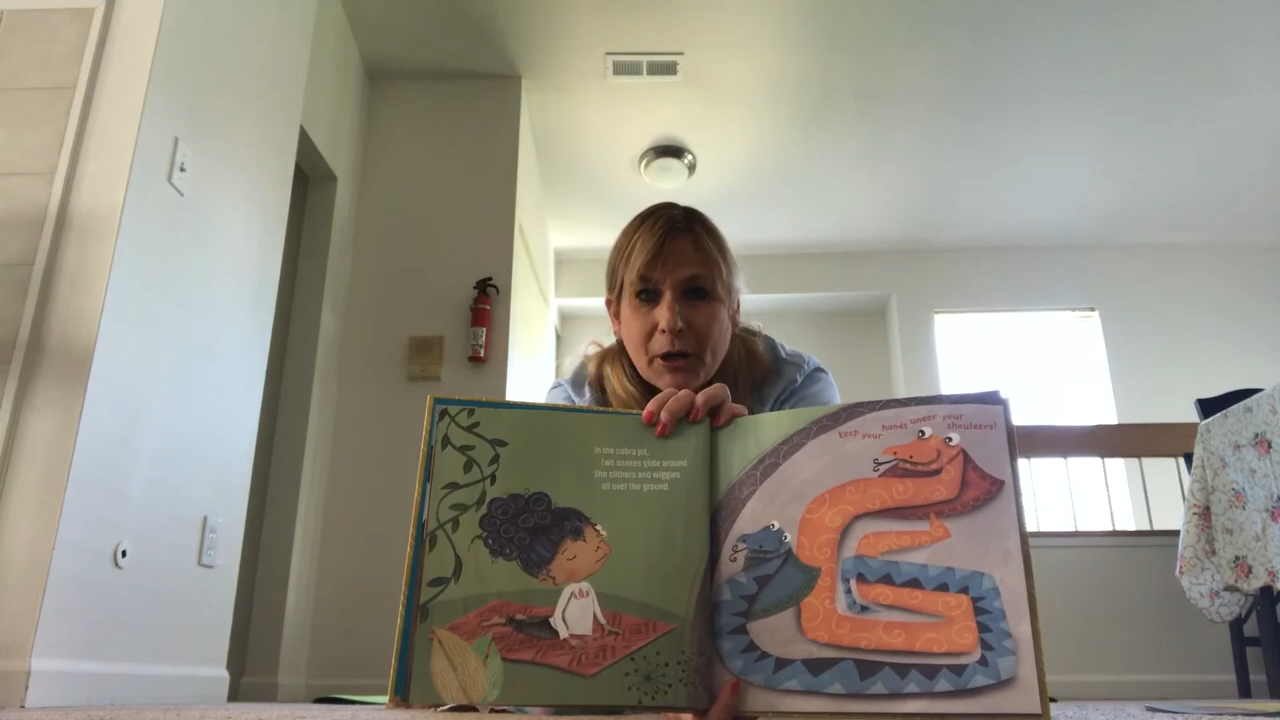 In the cobra pit,
two snakes glide around.
She slithers and wiggles
all over the ground.
keep your hands under your shoulders!